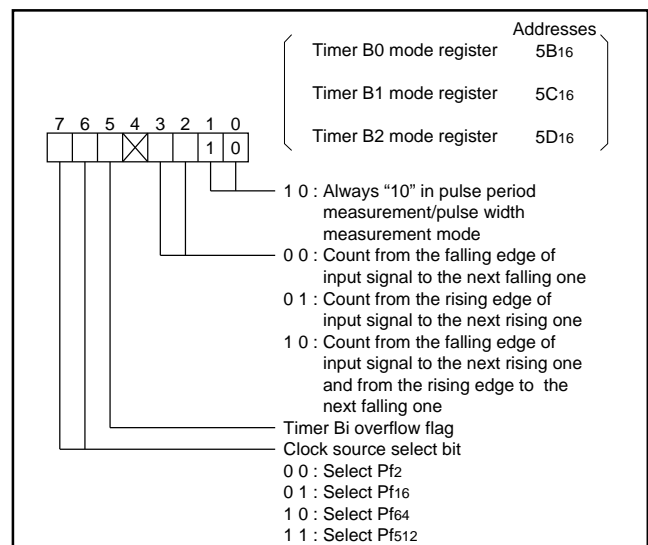 Addresses
Timer B0 mode register 5B16
Timer B1 mode register 5C16
Timer B2 mode register 5D16
7 6 5 4 3 2 1 0
1 0
1 0 : Always “10” in pulse period
measurement/pulse width
measurement mode
0 0 : Count from the falling edge of
input signal to the next falling one
0 1 : Count from the rising edge of
input signal to the next rising one
1 0 : Count from the falling edge of
input signal to the next rising one
and from the rising edge to the
next falling one
Timer Bi overflow flag
Clock source select bit
0 0 : Select Pf2
0 1 : Select Pf16
1 0 : Select Pf64
1 1 : Select Pf512